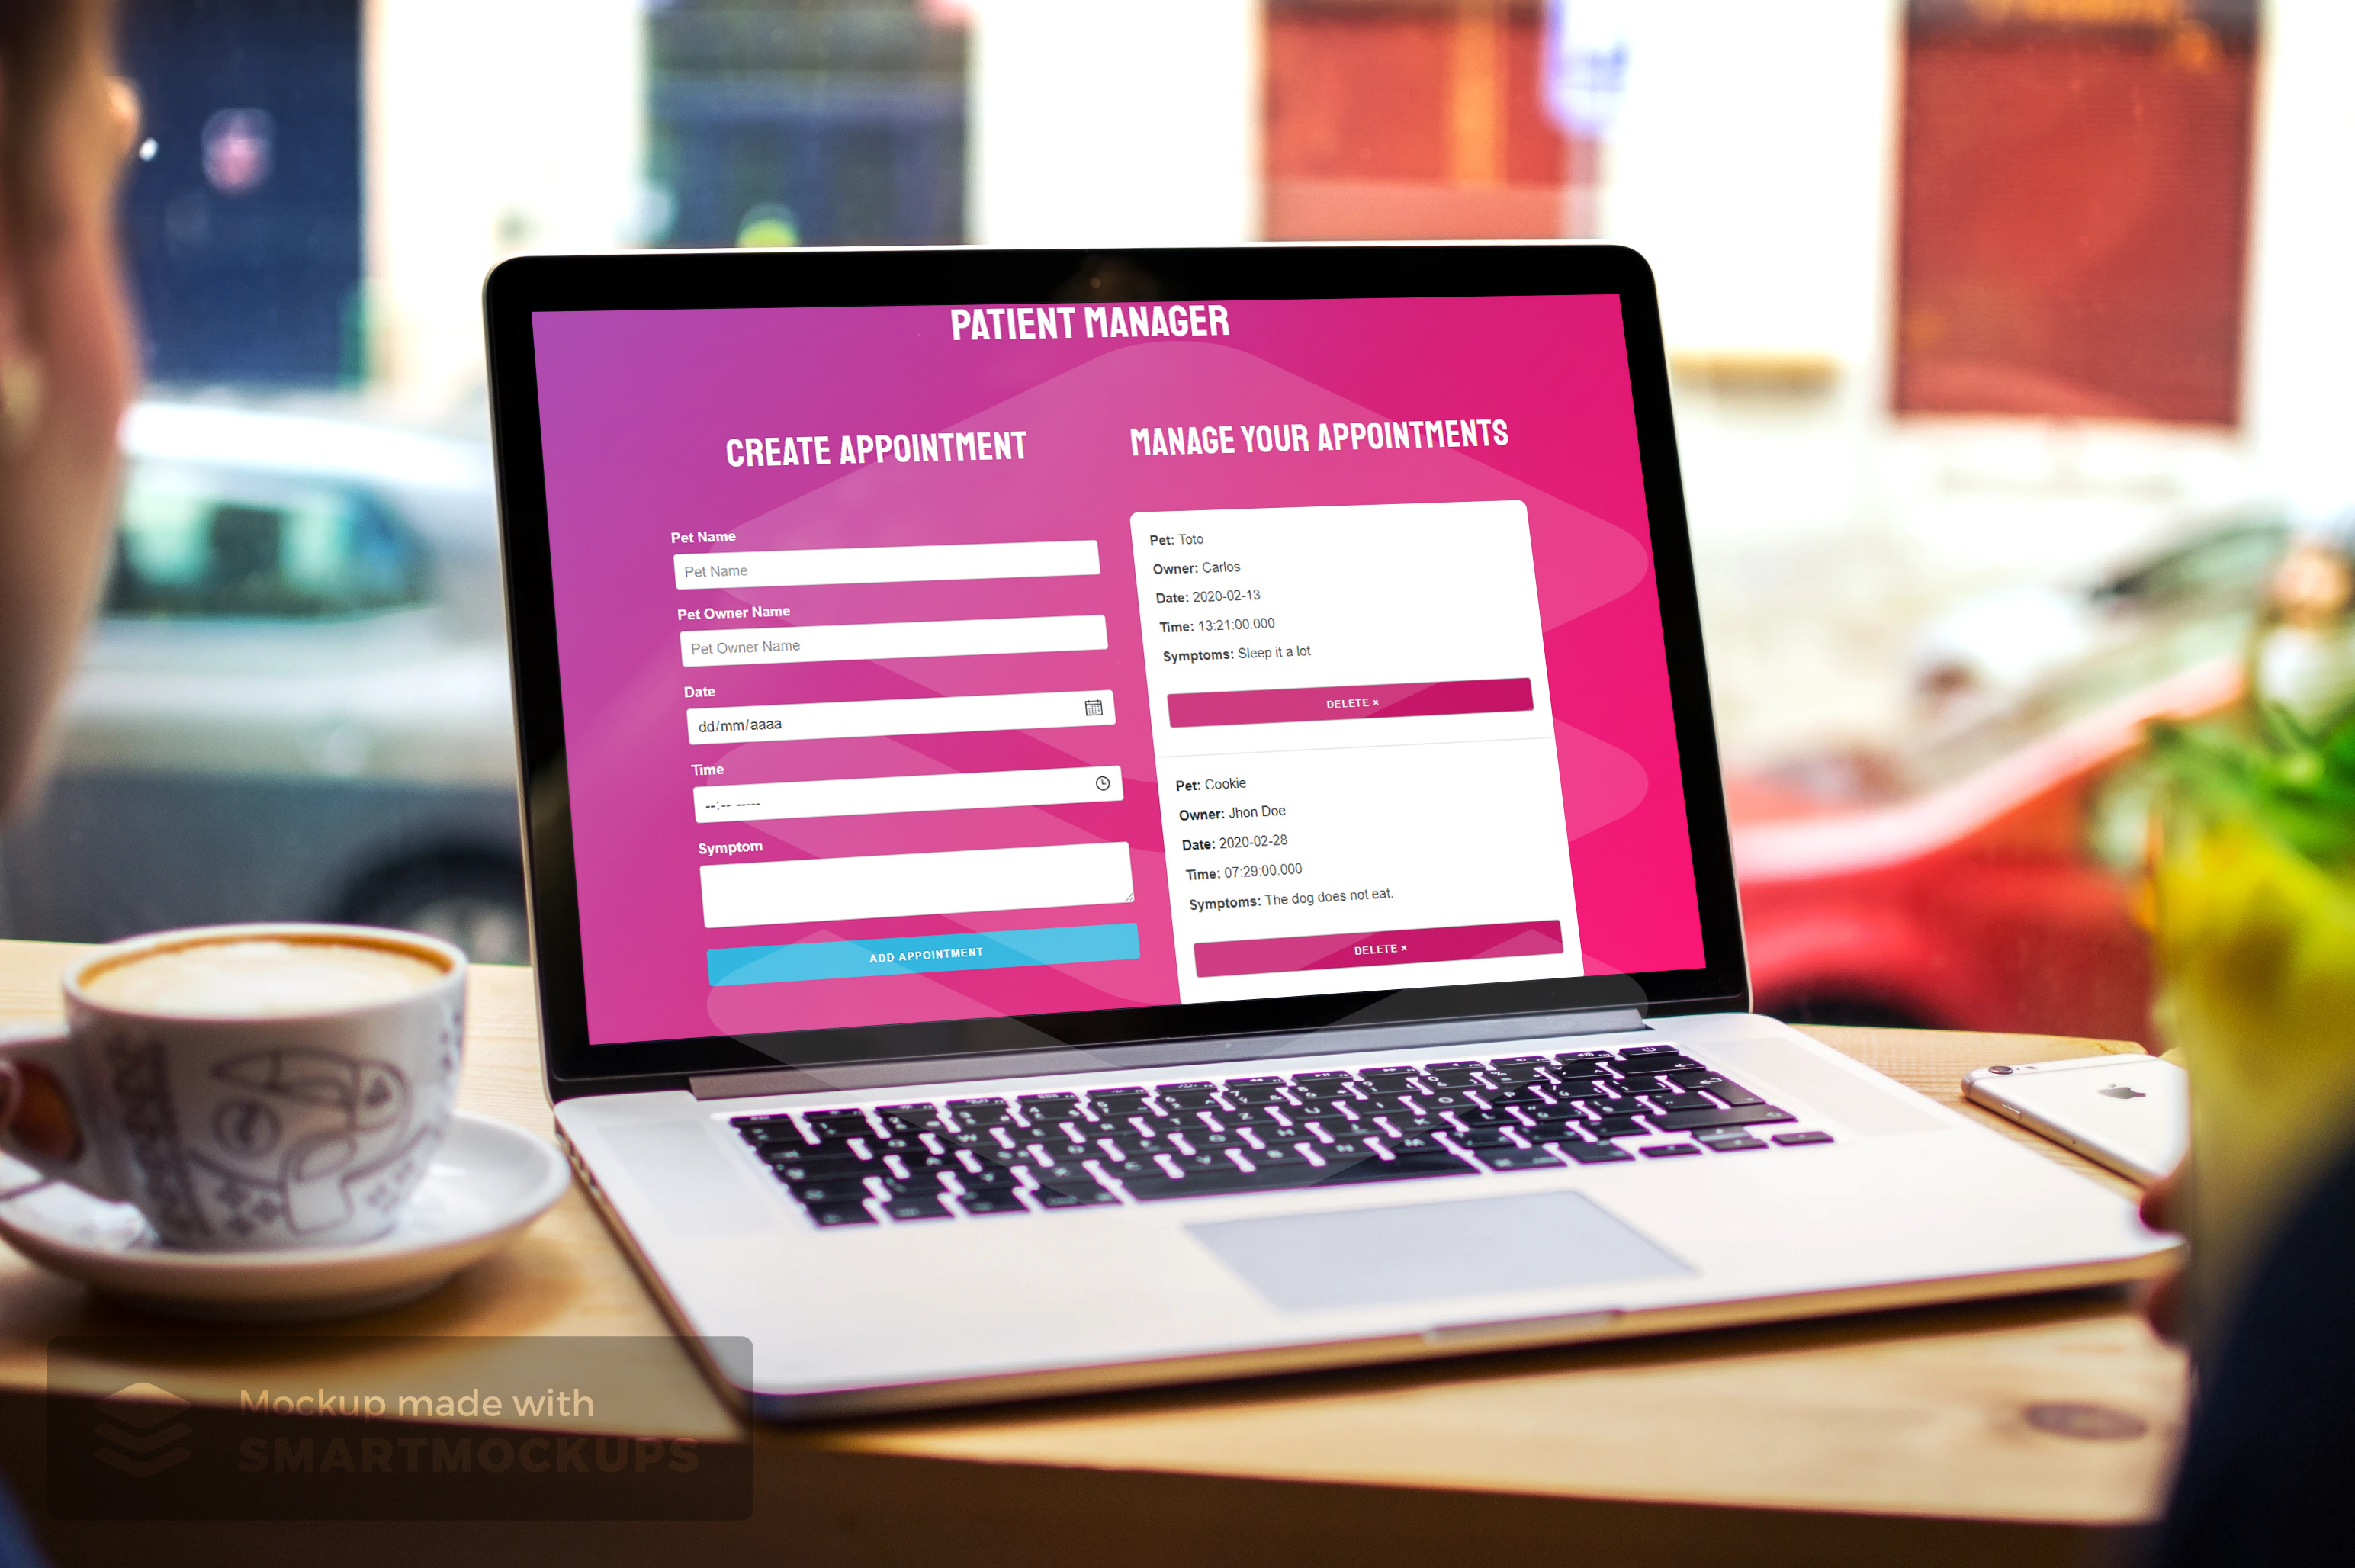 PATIENT MANAGER
CREATE APPOINTMENT
Pet Name
Pet Name
Pet Owner Name
Pet Owner Name
Date
dd/mm/aaaa
Time
--:-- -----
Symptom
ADD APPOINTMENT
MANAGE YOUR APPOINTMENTS
Pet: Toto
Owner: Carlos
Date: 2020-02-13
Time: 13:21:00.000
Symptoms: Sleep it a lot
DELETE ×
Pet: Cookie
Owner: Jhon Doe
Date: 2020-02-28
Time: 07:29:00.000
Symptoms: The dog does not eat.
DELETE ×
Mockup made with
SMARTMOCKUPS